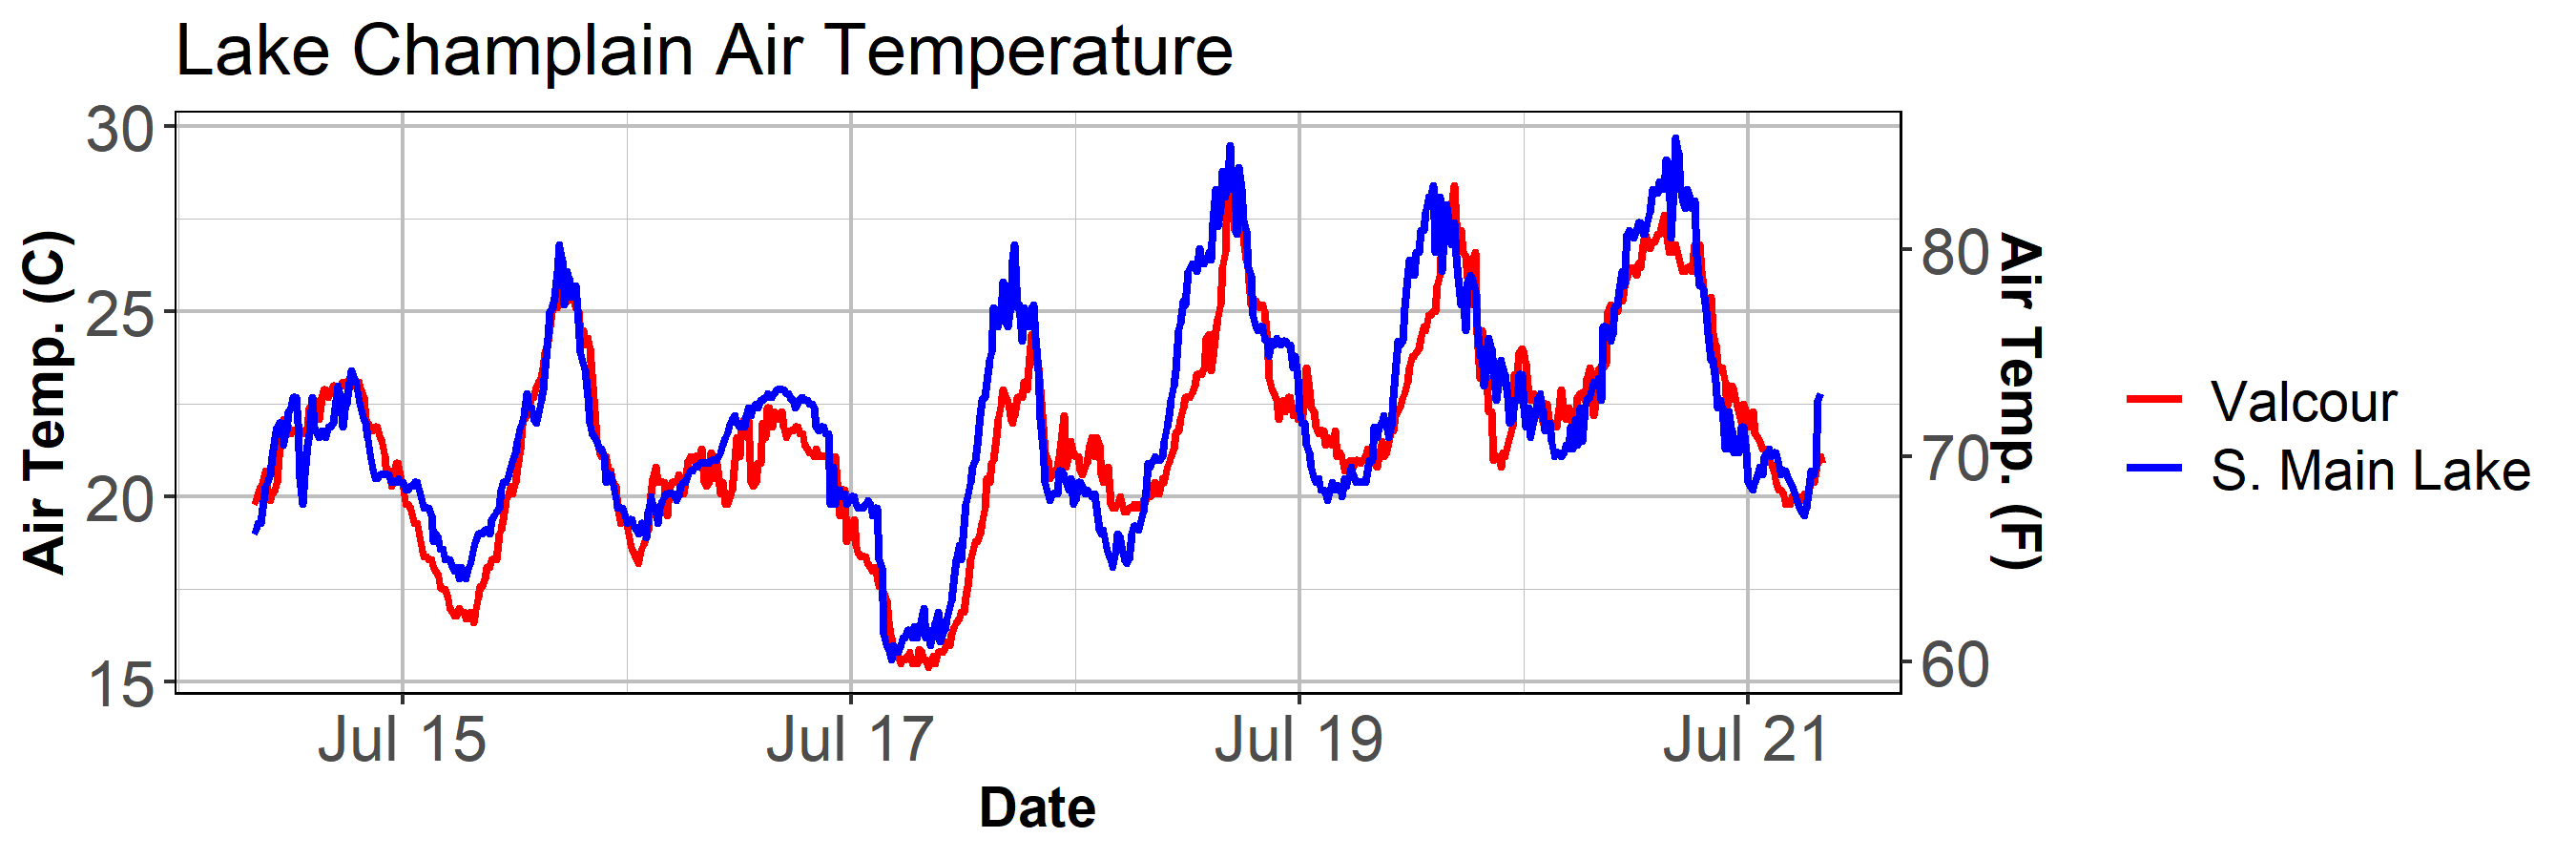 Lake Champlain Air Temperature
Air Temp. (C)
30
25
20
15
Air Temp. (F)
80
70
60
Jul 15 Jul 17 Jul 19 Jul 21
Date
Valcour
S. Main Lake